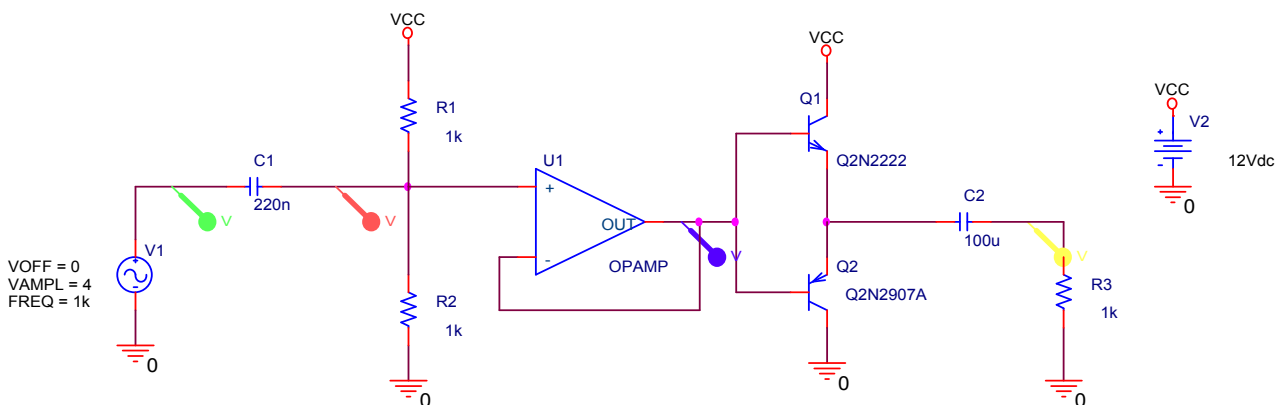 VCC
R1
1k
C1
220n
V
V
V1
VOFF = 0
VAMPL = 4
FREQ = 1k
0
R2
1k
0
U1
+
-
OUT
OPAMP
V
VCC
Q1
Q2N2222
Q2
Q2N2907A
0
C2
100u
V
R3
1k
0
VCC
V2
+
-
12Vdc
0